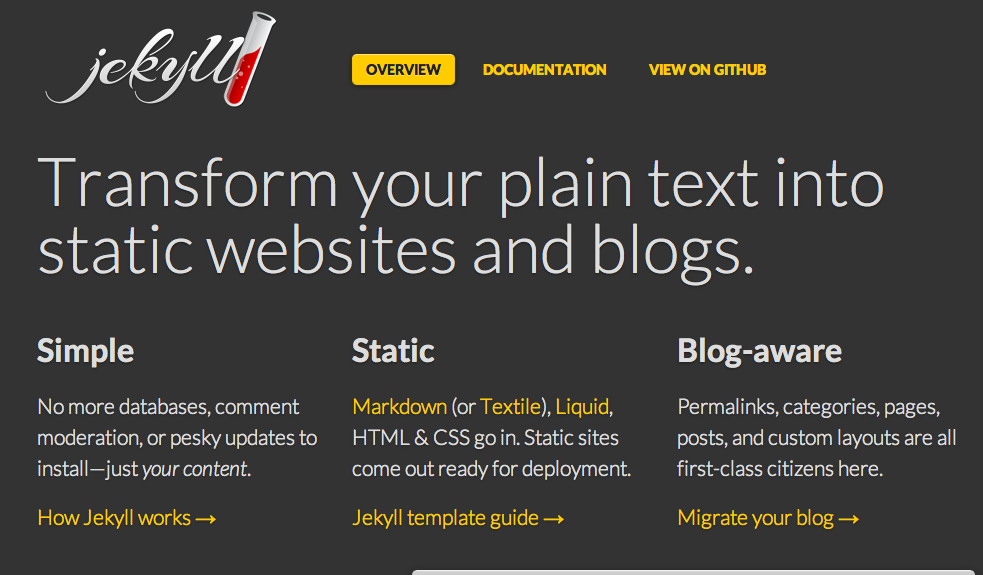 jekyll
OVERVIEW DOCUMENTATION VIEW ON GITHUB
Transform your plain text into
static websites and blogs.
Simple
No more databases, comment
moderation, or pesky updates to
install—just your content.
How Jekyll works →
Static
Markdown (or Textile), Liquid,
HTML & CSS go in. Static sites
come out ready for deployment.
Jekyll template guide →
Blog-aware
Permalinks, categories, pages,
posts, and custom layouts are all
first-class citizens here.
Migrate your blog →